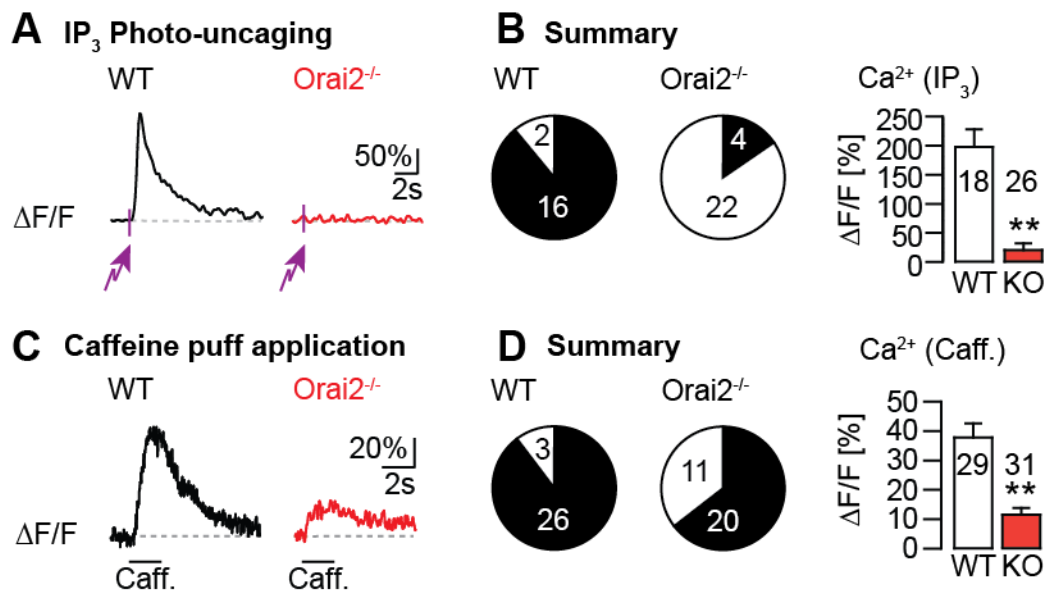 A IP₃ Photo-uncaging
WT
Orai2⁻/⁻
50%
2s
ΔF/F
B Summary
WT
Orai2⁻/⁻
2
16
4
22
Ca²⁺ (IP₃)
ΔF/F [%]
250
200
150
100
50
0
18
26
**
WT KO
C Caffeine puff application
WT
Orai2⁻/⁻
20%
2s
ΔF/F
Caff.
Caff.
D Summary
WT
Orai2⁻/⁻
3
26
11
20
Ca²⁺ (Caff.)
ΔF/F [%]
50
40
30
20
10
0
29
31
**
WT KO